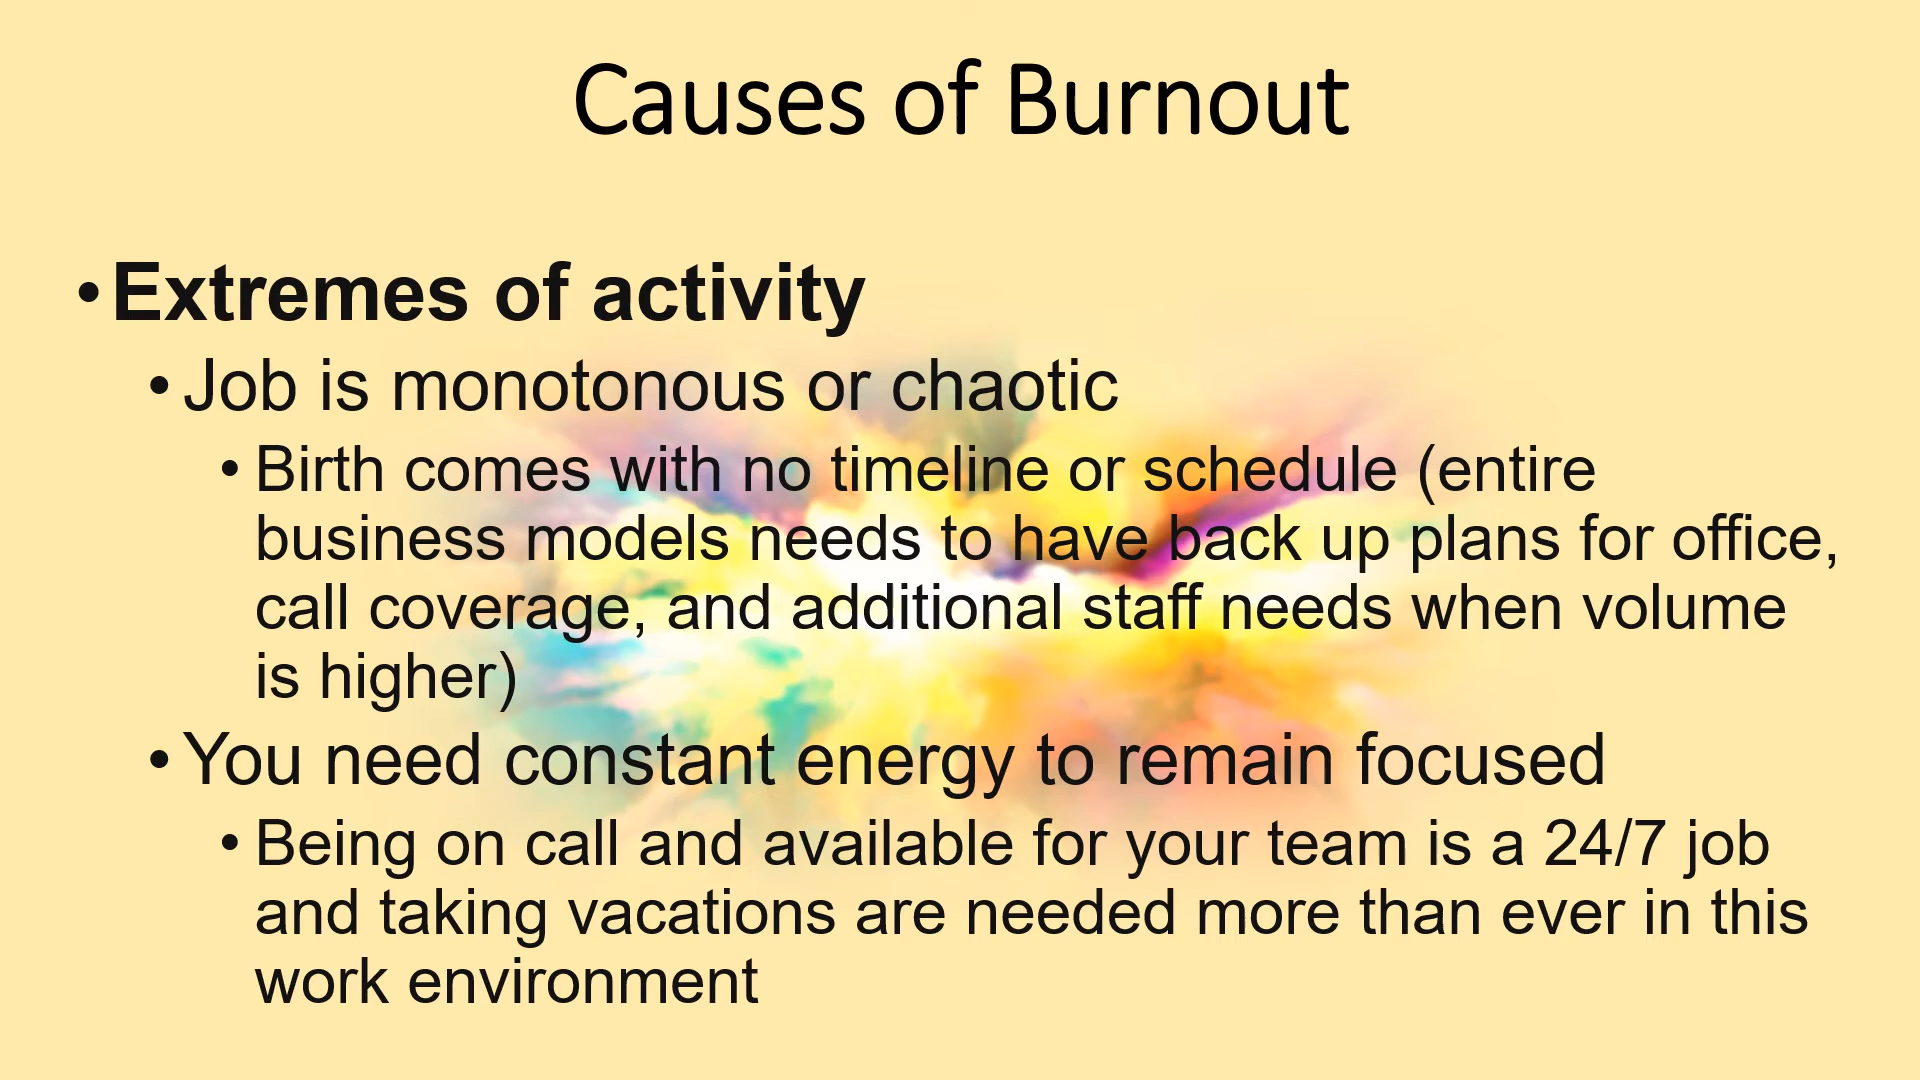 Causes of Burnout
• Extremes of activity
• Job is monotonous or chaotic
• Birth comes with no timeline or schedule (entire
business models needs to have back up plans for office,
call coverage, and additional staff needs when volume
is higher)
• You need constant energy to remain focused
• Being on call and available for your team is a 24/7 job
and taking vacations are needed more than ever in this
work environment